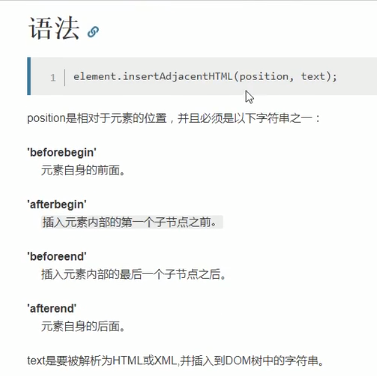 语法
1 element.insertAdjacentHTML(position, text);
position是相对于元素的位置，并且必须是以下字符串之一：
'beforebegin'
元素自身的前面。
'afterbegin'
插入元素内部的第一个子节点之前。
'beforeend'
插入元素内部的最后一个子节点之后。
'afterend'
元素自身的后面。
text是要被解析为HTML或XML,并插入到DOM树中的字符串。